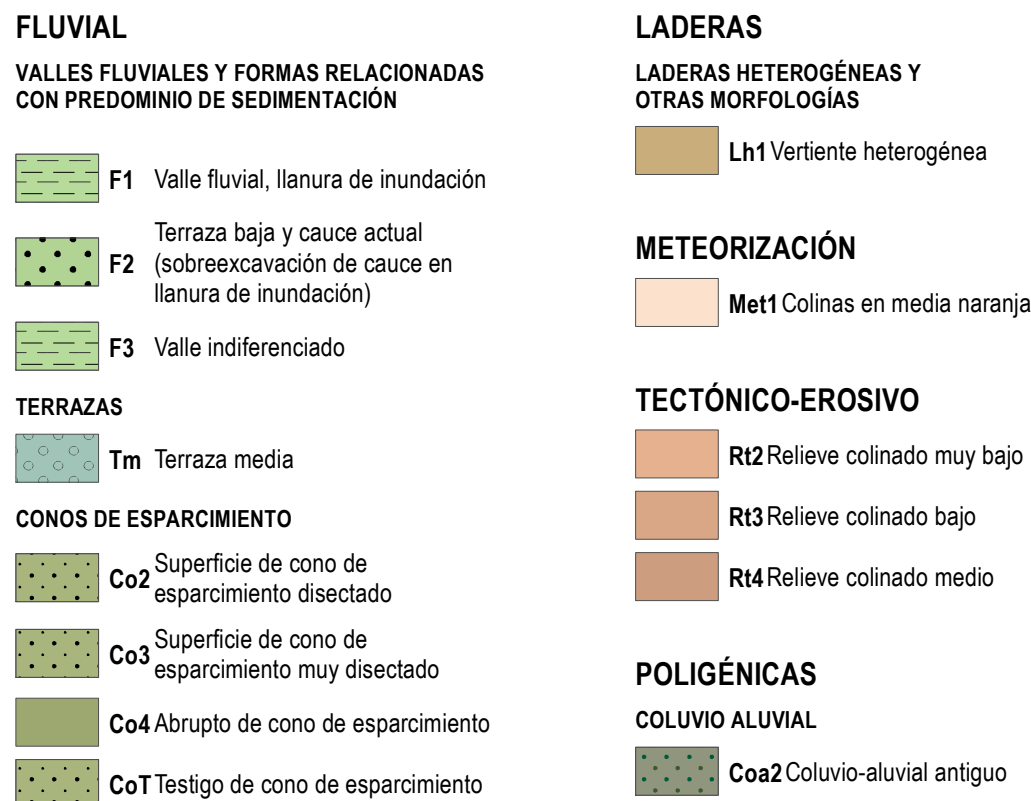 FLUVIAL
VALLES FLUVIALES Y FORMAS RELACIONADAS
CON PREDOMINIO DE SEDIMENTACIÓN
F1 Valle fluvial, llanura de inundación
F2 Terraza baja y cauce actual
(sobreexcavación de cauce en
llanura de inundación)
F3 Valle indiferenciado
TERRAZAS
Tm Terraza media
CONOS DE ESPARCIMIENTO
Co2 Superficie de cono de
esparcimiento disectado
Co3 Superficie de cono de
esparcimiento muy disectado
Co4 Abrupto de cono de esparcimiento
CoT Testigo de cono de esparcimiento
LADERAS
LADERAS HETEROGÉNEAS Y
OTRAS MORFOLOGÍAS
Lh1 Vertiente heterogénea
METEORIZACIÓN
Met1 Colinas en media naranja
TECTÓNICO-EROSIVO
Rt2 Relieve colinado muy bajo
Rt3 Relieve colinado bajo
Rt4 Relieve colinado medio
POLIGÉNICAS
COLUVIO ALUVIAL
Coa2 Coluvio-aluvial antiguo